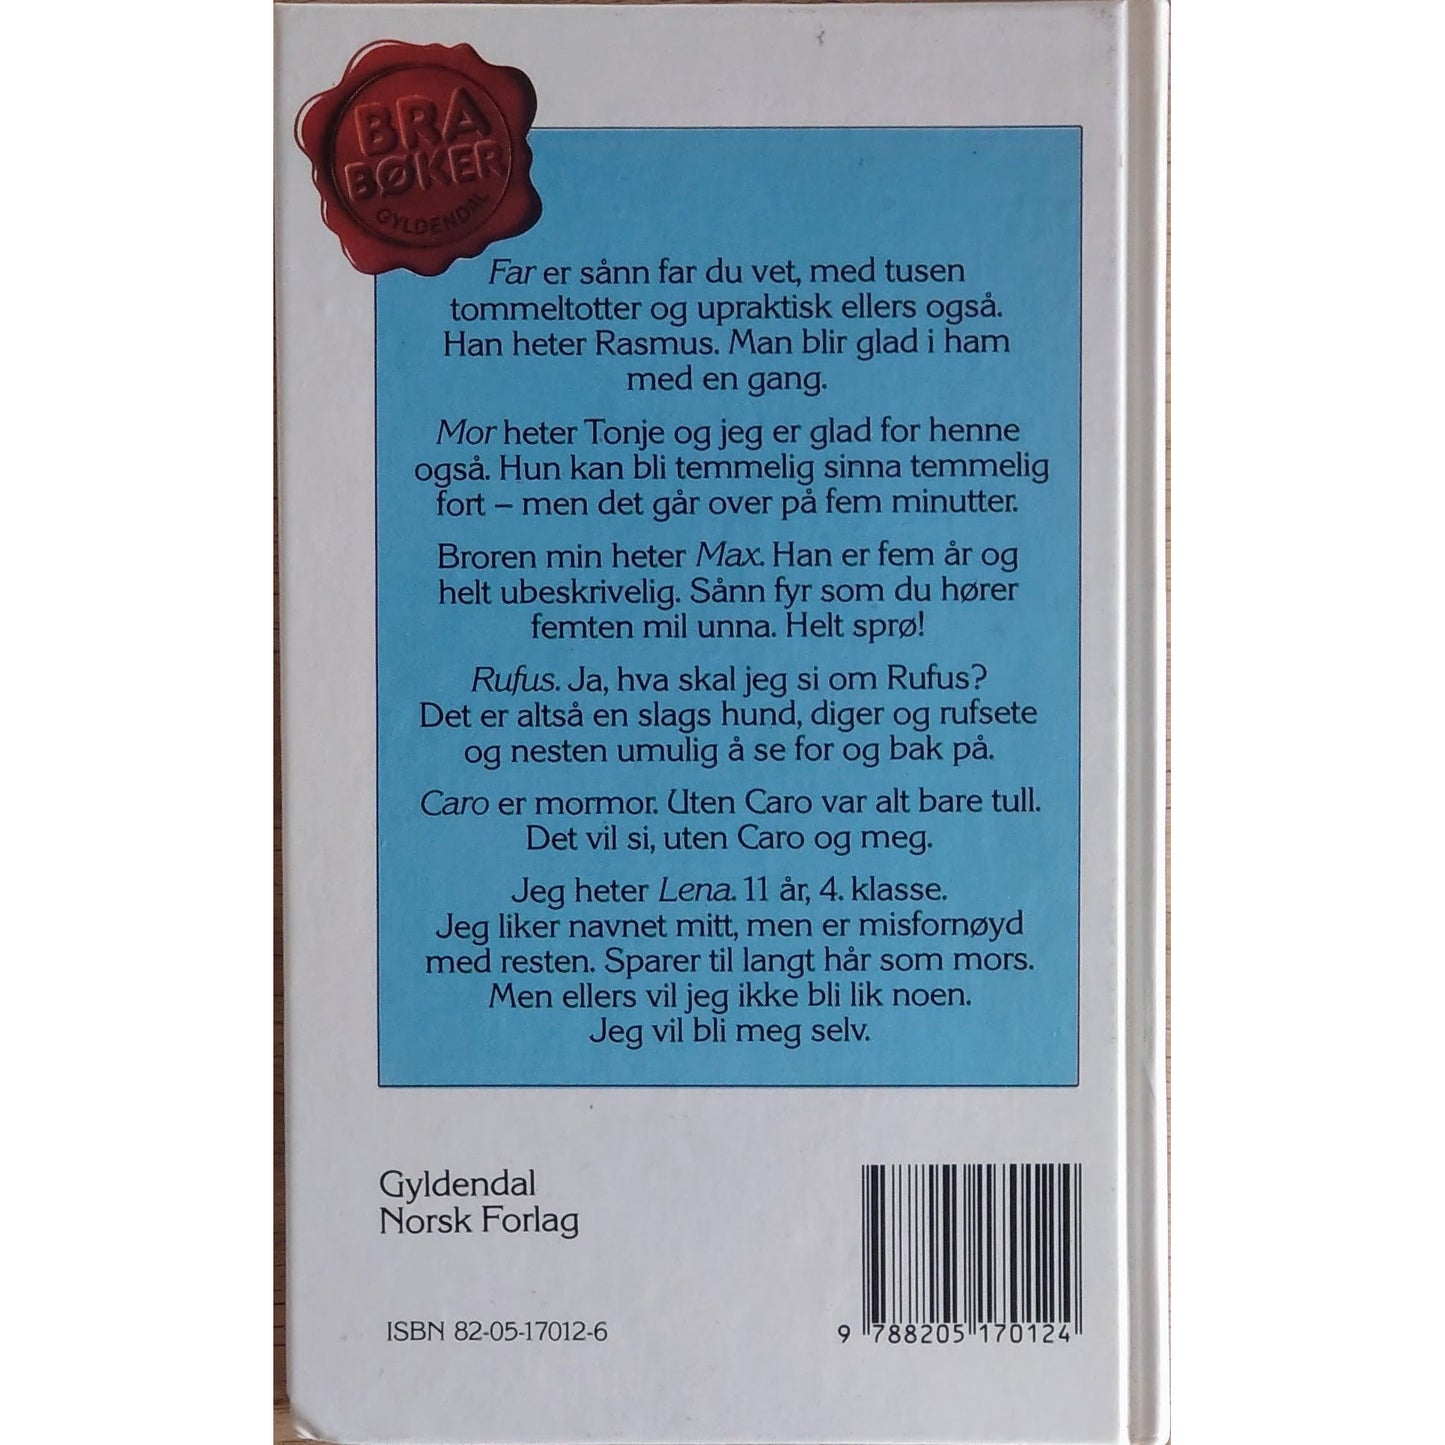 BRA
BØKER
GYLDENDAL
Far er sånn far du vet, med tusen
tommeltotter og upraktisk ellers også.
Han heter Rasmus. Man blir glad i ham
med en gang.
Mor heter Tonje og jeg er glad for henne
også. Hun kan bli temmelig sinna temmelig
fort – men det går over på fem minutter.
Broren min heter Max. Han er fem år og
helt ubeskrivelig. Sånn fyr som du hører
femten mil unna. Helt sprø!
Rufus. Ja, hva skal jeg si om Rufus?
Det er altså en slags hund, diger og rufsete
og nesten umulig å se for og bak på.
Caro er mormor. Uten Caro var alt bare tull.
Det vil si, uten Caro og meg.
Jeg heter Lena. 11 år, 4. klasse.
Jeg liker navnet mitt, men er misfornøyd
med resten. Sparer til langt hår som mors.
Men ellers vil jeg ikke bli lik noen.
Jeg vil bli meg selv.
Gyldendal
Norsk Forlag
ISBN 82-05-17012-6
9 788205 170124